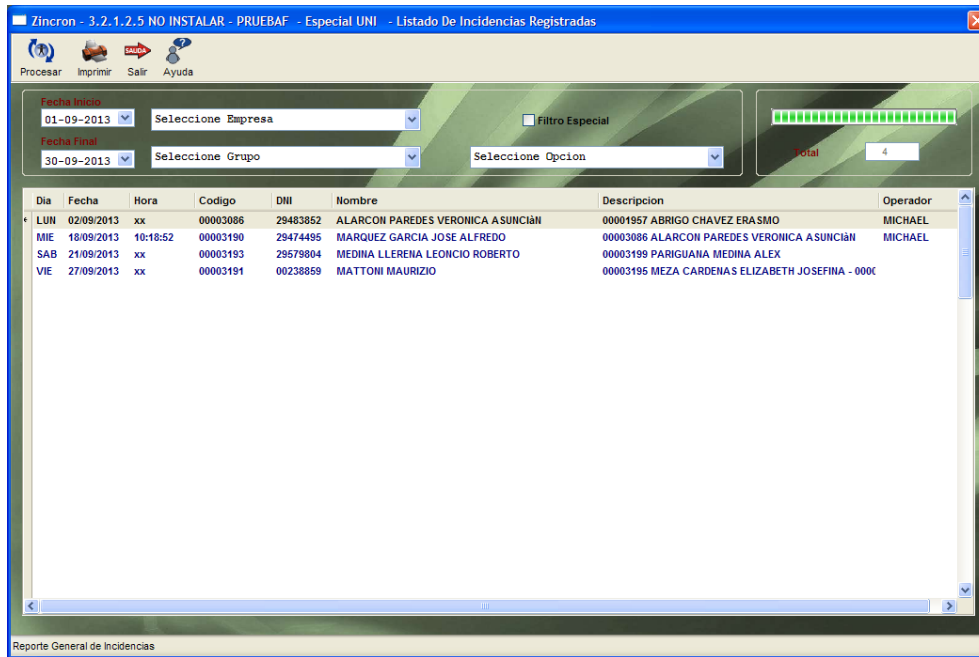 Zincron - 3.2.1.2.5 NO INSTALAR - PRUEBAF - Especial UNI - Listado De Incidencias Registradas
SALIDA
Procesar Imprimir Salir Ayuda
Fecha Inicio
01-09-2013 Seleccione Empresa Filtro Especial
Fecha Final
30-09-2013 Seleccione Grupo Seleccione Opcion Total 4
Dia Fecha Hora Codigo DNI Nombre Descripcion Operador
LUN 02/09/2013 xx 00003086 29483852 ALARCON PAREDES VERONICA ASUNCIàN 00001957 ABRIGO CHAVEZ ERASMO MICHAEL
MIE 18/09/2013 10:18:52 00003190 29474495 MARQUEZ GARCIA JOSE ALFREDO 00003086 ALARCON PAREDES VERONICA ASUNCIàN MICHAEL
SAB 21/09/2013 xx 00003193 29579804 MEDINA LLERENA LEONCIO ROBERTO 00003199 PARIGUANA MEDINA ALEX
VIE 27/09/2013 xx 00003191 00238859 MATTONI MAURIZIO 00003195 MEZA CARDENAS ELIZABETH JOSEFINA - 0000
Reporte General de Incidencias